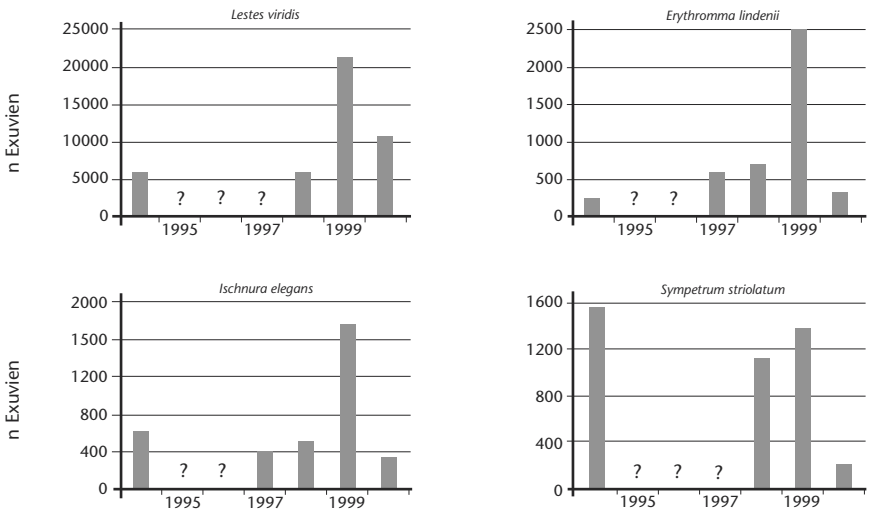 Lestes viridis
25000
20000
15000
10000
5000
0
n Exuvien
? ? ?
1995 1997 1999
Erythromma lindenii
2500
2000
1500
1000
500
0
? ?
1995 1997 1999
Ischnura elegans
2000
1500
1200
800
400
0
n Exuvien
? ?
1995 1997 1999
Sympetrum striolatum
1600
1200
800
400
0
? ? ?
1995 1997 1999